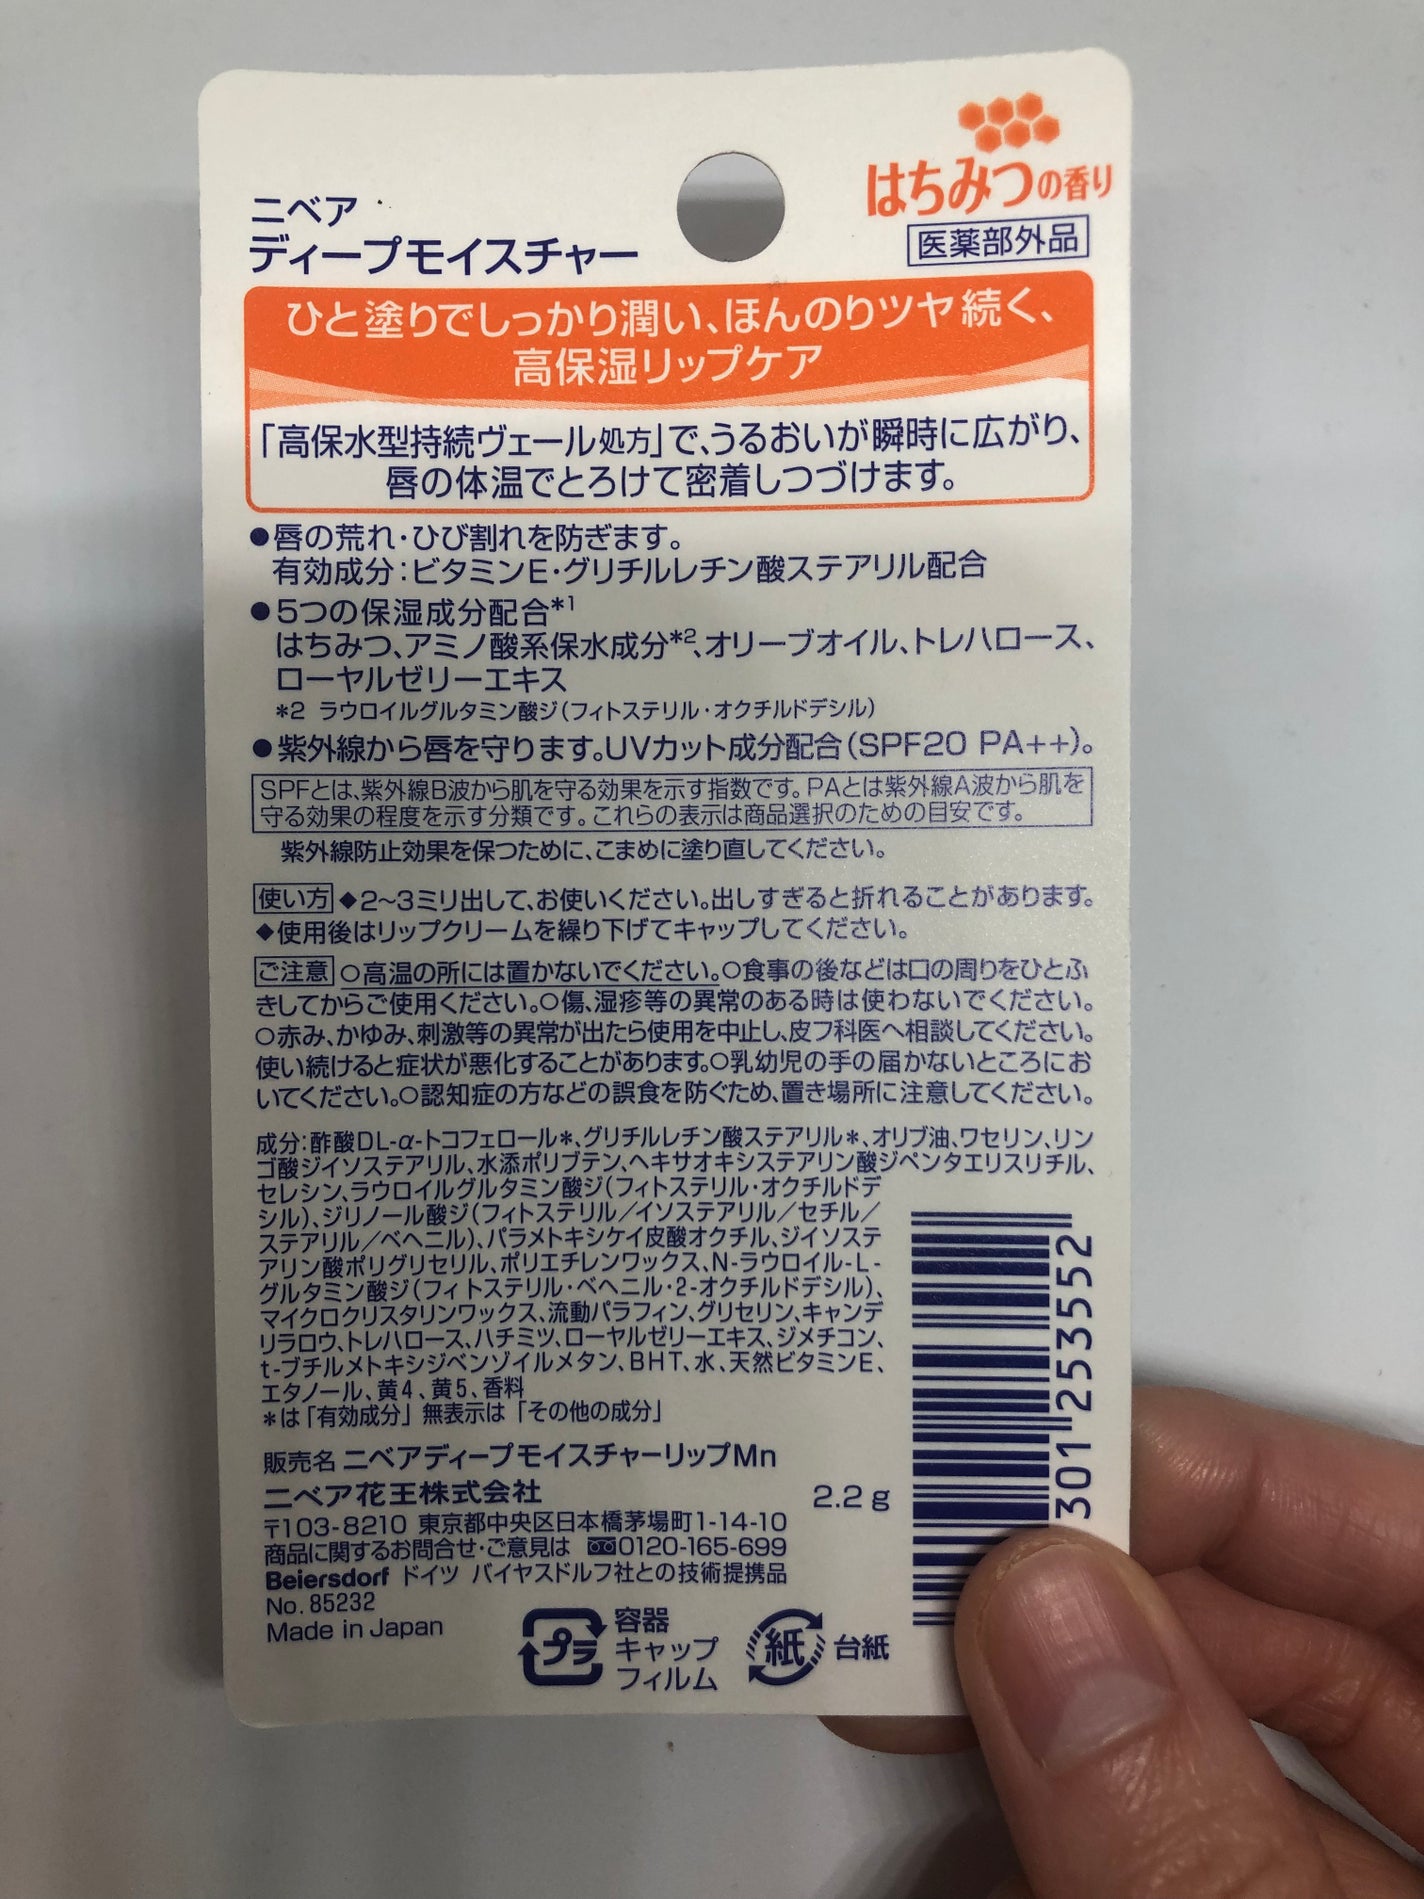 はちみつの香り
医薬部外品
ニベア
ディープモイスチャー
ひと塗りでしっかり潤い、ほんのりツヤ続く、
高保湿リップケア
「高保水型持続ヴェール処方」で、うるおいが瞬時に広がり、
唇の体温でとろけて密着しつづけます。
●唇の荒れ・ひび割れを防ぎます。
有効成分：ビタミンE・グリチルレチン酸ステアリル配合
●5つの保湿成分配合*1
はちみつ、アミノ酸系保水成分*2、オリーブオイル、トレハロース、
ローヤルゼリーエキス
*2 ラウロイルグルタミン酸ジ（フィトステリル・オクチルドデシル）
●紫外線から唇を守ります。UVカット成分配合（SPF20 PA++）。
SPFとは、紫外線B波から肌を守る効果を示す指数です。PAとは紫外線A波から肌を
守る効果の程度を示す分類です。これらの表示は商品選択のための目安です。
紫外線防止効果を保つために、こまめに塗り直してください。
使い方 ◆2〜3ミリ出して、お使いください。出しすぎると折れることがあります。
◆使用後はリップクリームを繰り下げてキャップしてください。
ご注意 ○高温の所には置かないでください。○食事の後などは口の周りをひとふ
きしてからご使用ください。○傷、湿疹等の異常のある時は使わないでください。
○赤み、かゆみ、刺激等の異常が出たら使用を中止し、皮フ科医へ相談してください。
使い続けると症状が悪化することがあります。○乳幼児の手の届かないところにお
いてください。○認知症の方などの誤食を防ぐため、置き場所に注意してください。
成分：酢酸DL-α-トコフェロール*、グリチルレチン酸ステアリル*、オリブ油、ワセリン、リン
ゴ酸ジイソステアリル、水添ポリブテン、ヘキサオキシステアリン酸ジペンタエリスリチル、
セレシン、ラウロイルグルタミン酸ジ（フィトステリル・オクチルドデ
シル）、ジリノール酸ジ（フィトステリル／イソステアリル／セチル／
ステアリル／ベヘニル）、パラメトキシケイ皮酸オクチル、ジイソステ
アリン酸ポリグリセリル、ポリエチレンワックス、N-ラウロイル-L-
グルタミン酸ジ（フィトステリル・ベヘニル・2-オクチルドデシル）、
マイクロクリスタリンワックス、流動パラフィン、グリセリン、キャンデ
リラロウ、トレハロース、ハチミツ、ローヤルゼリーエキス、ジメチコン、
t-ブチルメトキシジベンゾイルメタン、BHT、水、天然ビタミンE、
エタノール、黄4、黄5、香料
*は「有効成分」無表示は「その他の成分」
販売名 ニベアディープモイスチャーリップMn
ニベア花王株式会社
2.2g
〒103-8210 東京都中央区日本橋茅場町1-14-10
商品に関するお問合せ・ご意見は 0120-165-699
Beiersdorf ドイツ バイヤスドルフ社との技術提携品
No. 85232
Made in Japan
プラ
容器
キャップ
フィルム
紙
台紙
301 253552